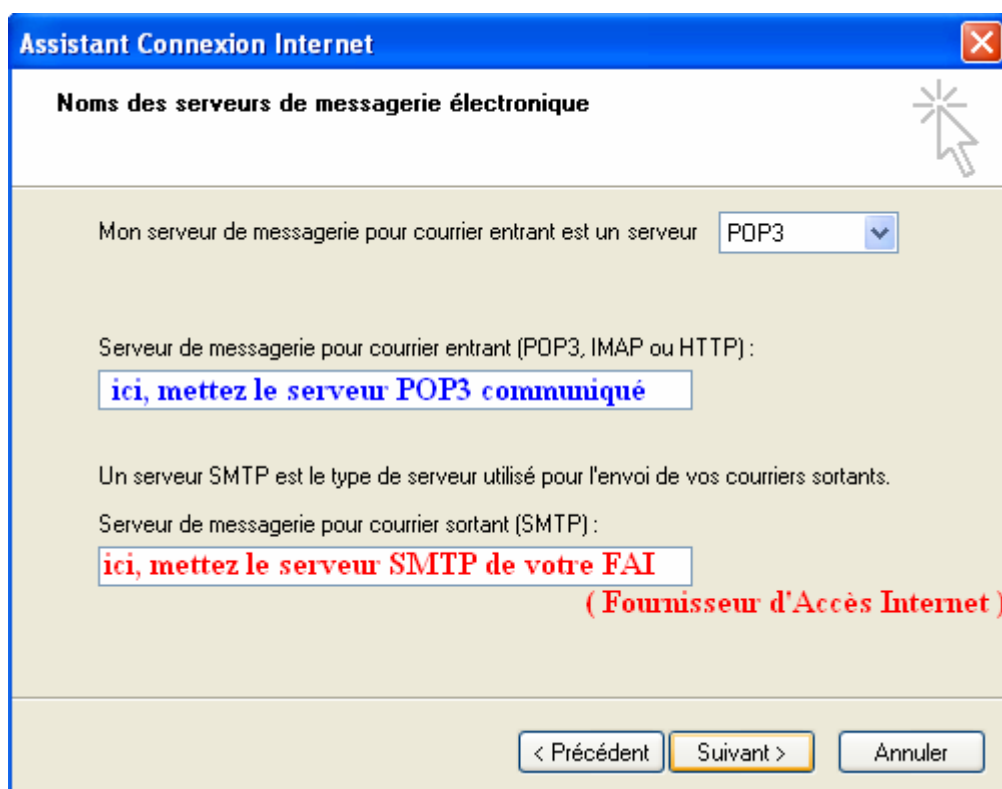 Assistant Connexion Internet
Noms des serveurs de messagerie électronique
Mon serveur de messagerie pour courrier entrant est un serveur POP3
Serveur de messagerie pour courrier entrant (POP3, IMAP ou HTTP) :
ici, mettez le serveur POP3 communiqué
Un serveur SMTP est le type de serveur utilisé pour l'envoi de vos courriers sortants.
Serveur de messagerie pour courrier sortant (SMTP) :
ici, mettez le serveur SMTP de votre FAI
( Fournisseur d'Accès Internet )
< Précédent Suivant > Annuler